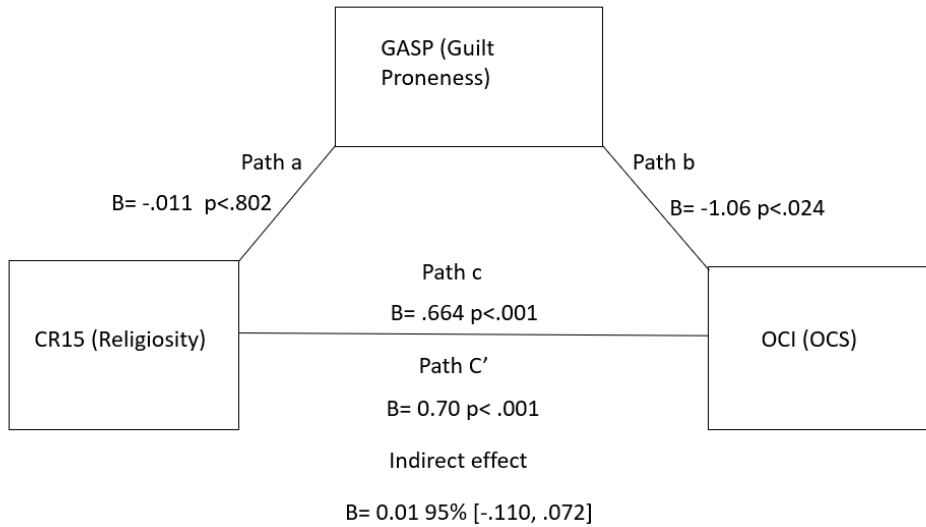 GASP (Guilt
Proneness)
Path a
Path b
B= -.011  p<.802
B= -1.06 p<.024
Path c
B= .664 p<.001
CR15 (Religiosity)
OCI (OCS)
Path C’
B= 0.70 p< .001
Indirect effect
B= 0.01 95% [-.110, .072]